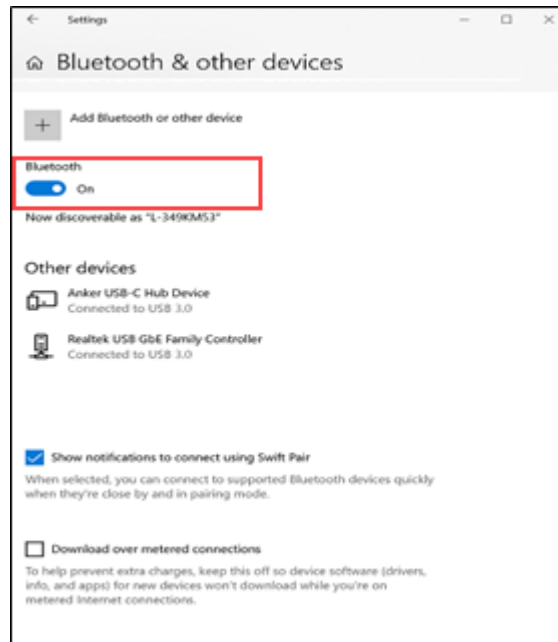 Settings
Bluetooth & other devices
Add Bluetooth or other device
Bluetooth
On
Now discoverable as "L-349KM53"
Other devices
Anker USB-C Hub Device
Connected to USB 3.0
Realtek USB GbE Family Controller
Connected to USB 3.0
Show notifications to connect using Swift Pair
When selected, you can connect to supported Bluetooth devices quickly
when they're close by and in pairing mode.
Download over metered connections
To help prevent extra charges, keep this off so device software (drivers,
info, and apps) for new devices won't download while you're on
metered Internet connections.